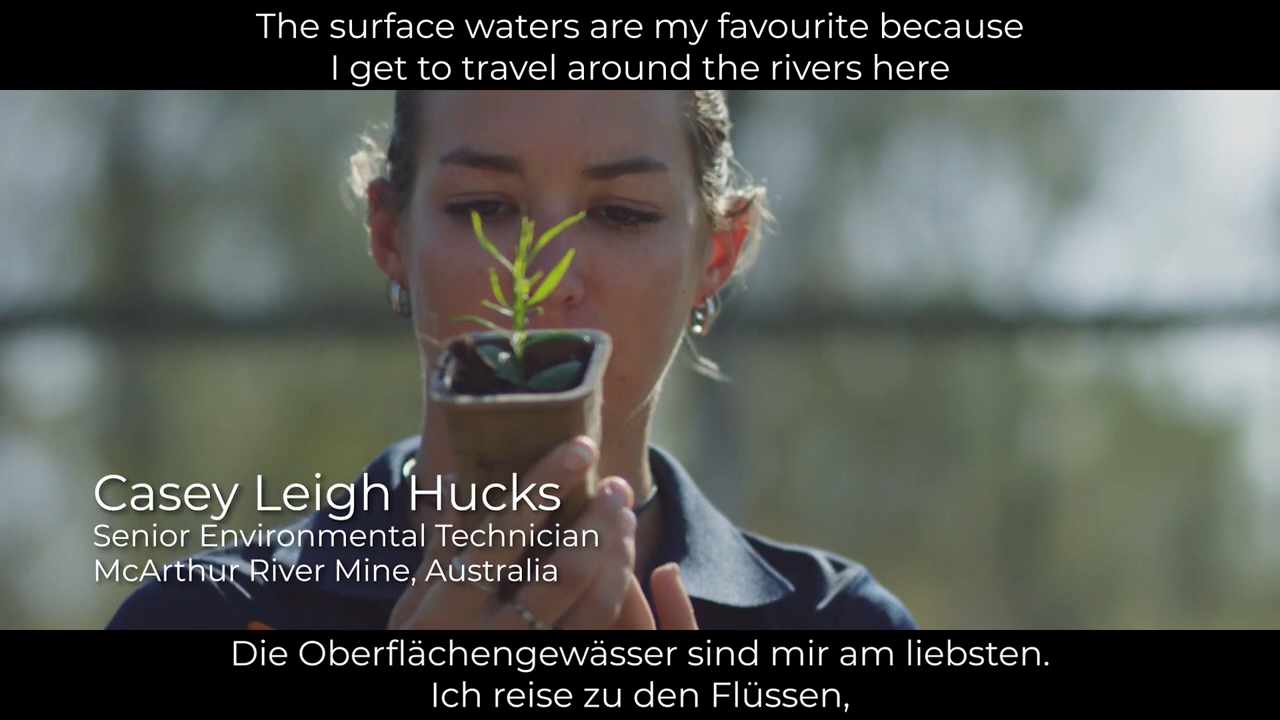 The surface waters are my favourite because
I get to travel around the rivers here
Casey Leigh Hucks
Senior Environmental Technician
McArthur River Mine, Australia
Die Oberflächengewässer sind mir am liebsten.
Ich reise zu den Flüssen,